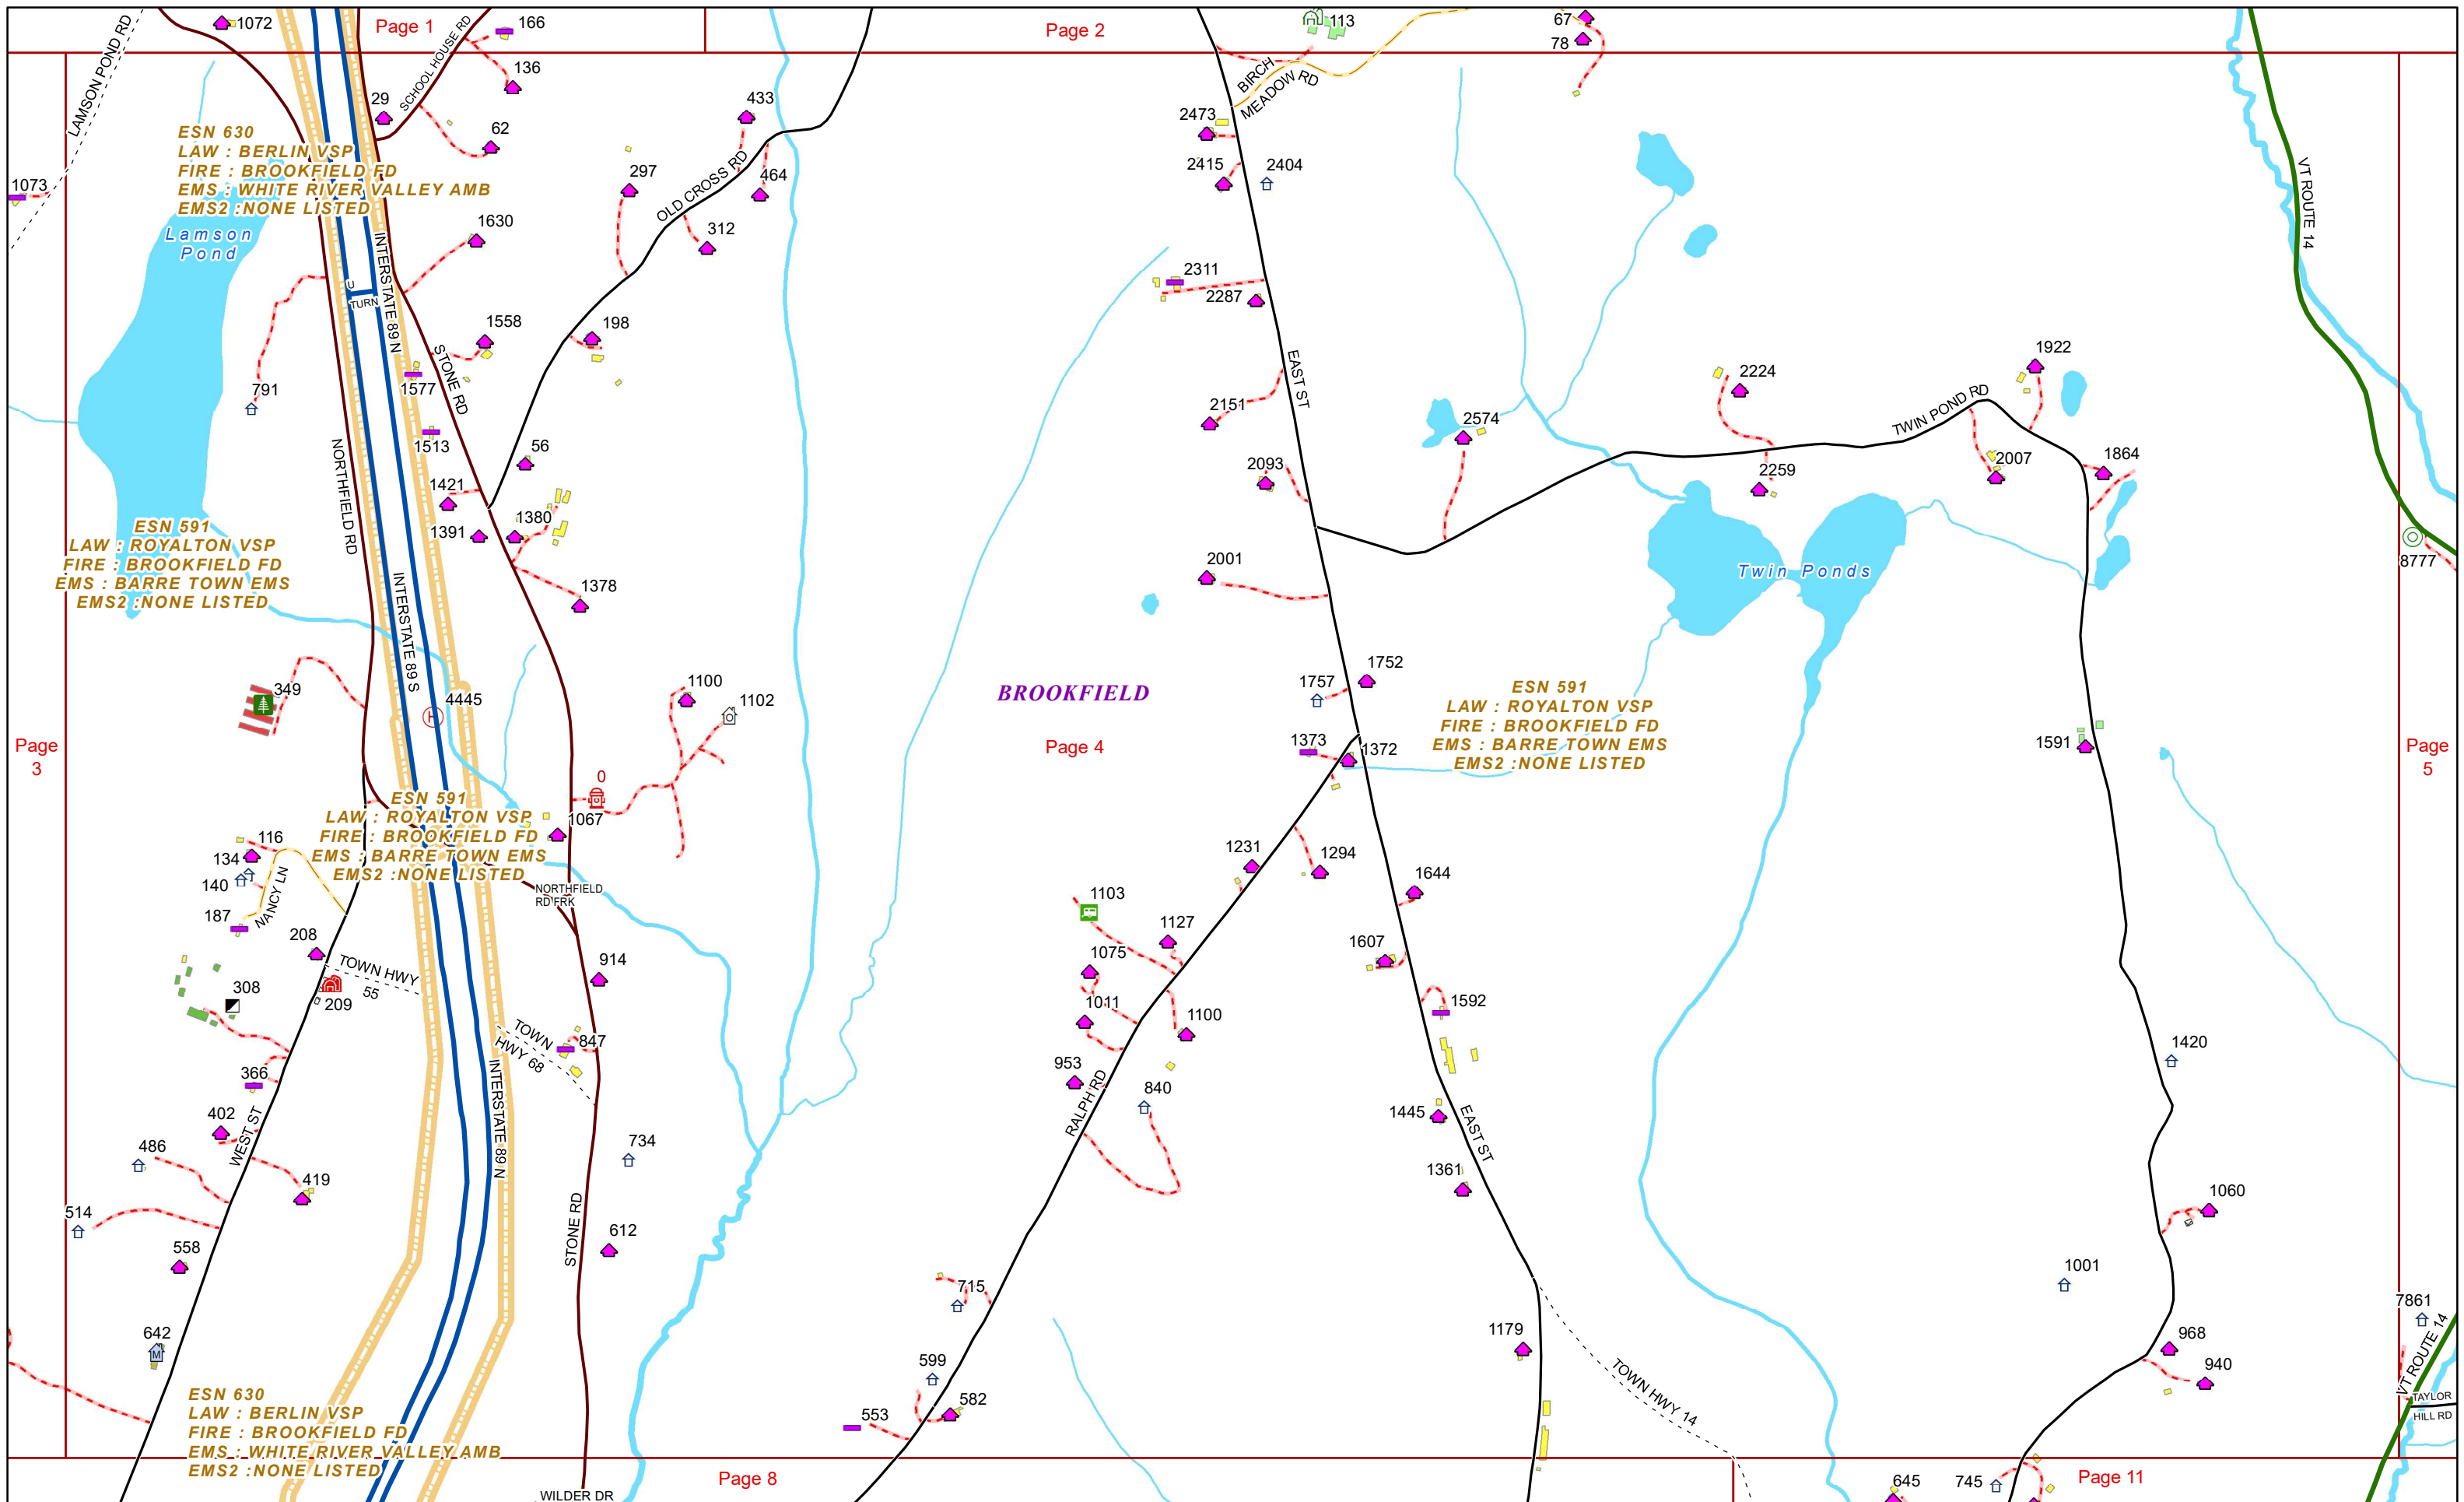 1072
Page 1
166
Page 2
113
67
78
LAMSON POND RD
SCHOOL HOUSE RD
136
29
62
433
BIRCH
MEADOW RD
2473
2415
2404
ESN 630
LAW : BERLIN VSP
FIRE : BROOKFIELD FD
EMS : WHITE RIVER VALLEY AMB
EMS2 :NONE LISTED
1073
297
OLD CROSS RD
464
312
1630
VT ROUTE 14
Lamson
Pond
INTERSTATE 89 N
U
TURN
2311
2287
1558
198
STONE RD
1577
791
EAST ST
2151
2224
1922
TWIN POND RD
2574
1513
56
NORTHFIELD RD
2093
2259
2007
1864
1421
1380
1391
ESN 591
LAW : ROYALTON VSP
FIRE : BROOKFIELD FD
EMS : BARRE TOWN EMS
EMS2 :NONE LISTED
2001
Twin Ponds
8777
1378
INTERSTATE 89 S
349
4445
H
1100
1102
BROOKFIELD
1757
1752
ESN 591
LAW : ROYALTON VSP
FIRE : BROOKFIELD FD
EMS : BARRE TOWN EMS
EMS2 :NONE LISTED
Page
3
Page 4
1373
1372
1591
Page
5
0
ESN 591
LAW : ROYALTON VSP
FIRE : BROOKFIELD FD
EMS : BARRE TOWN EMS
EMS2 :NONE LISTED
1067
116
134
140
187
NANCY LN
NORTHFIELD
RD FRK
1231
1294
1644
1103
1127
208
TOWN HWY
55
209
308
914
1075
1607
1011
1100
1592
TOWN
HWY 68
847
INTERSTATE 89 N
366
953
RALPH RD
840
1420
402
WEST ST
486
734
1445
EAST ST
1361
419
514
558
STONE RD
612
1060
1001
715
7861
642
M
1179
968
940
VT ROUTE 14
TAYLOR
HILL RD
599
582
553
TOWN HWY 14
ESN 630
LAW : BERLIN VSP
FIRE : BROOKFIELD FD
EMS : WHITE RIVER VALLEY AMB
EMS2 :NONE LISTED
Page 8
WILDER DR
645
745
Page 11